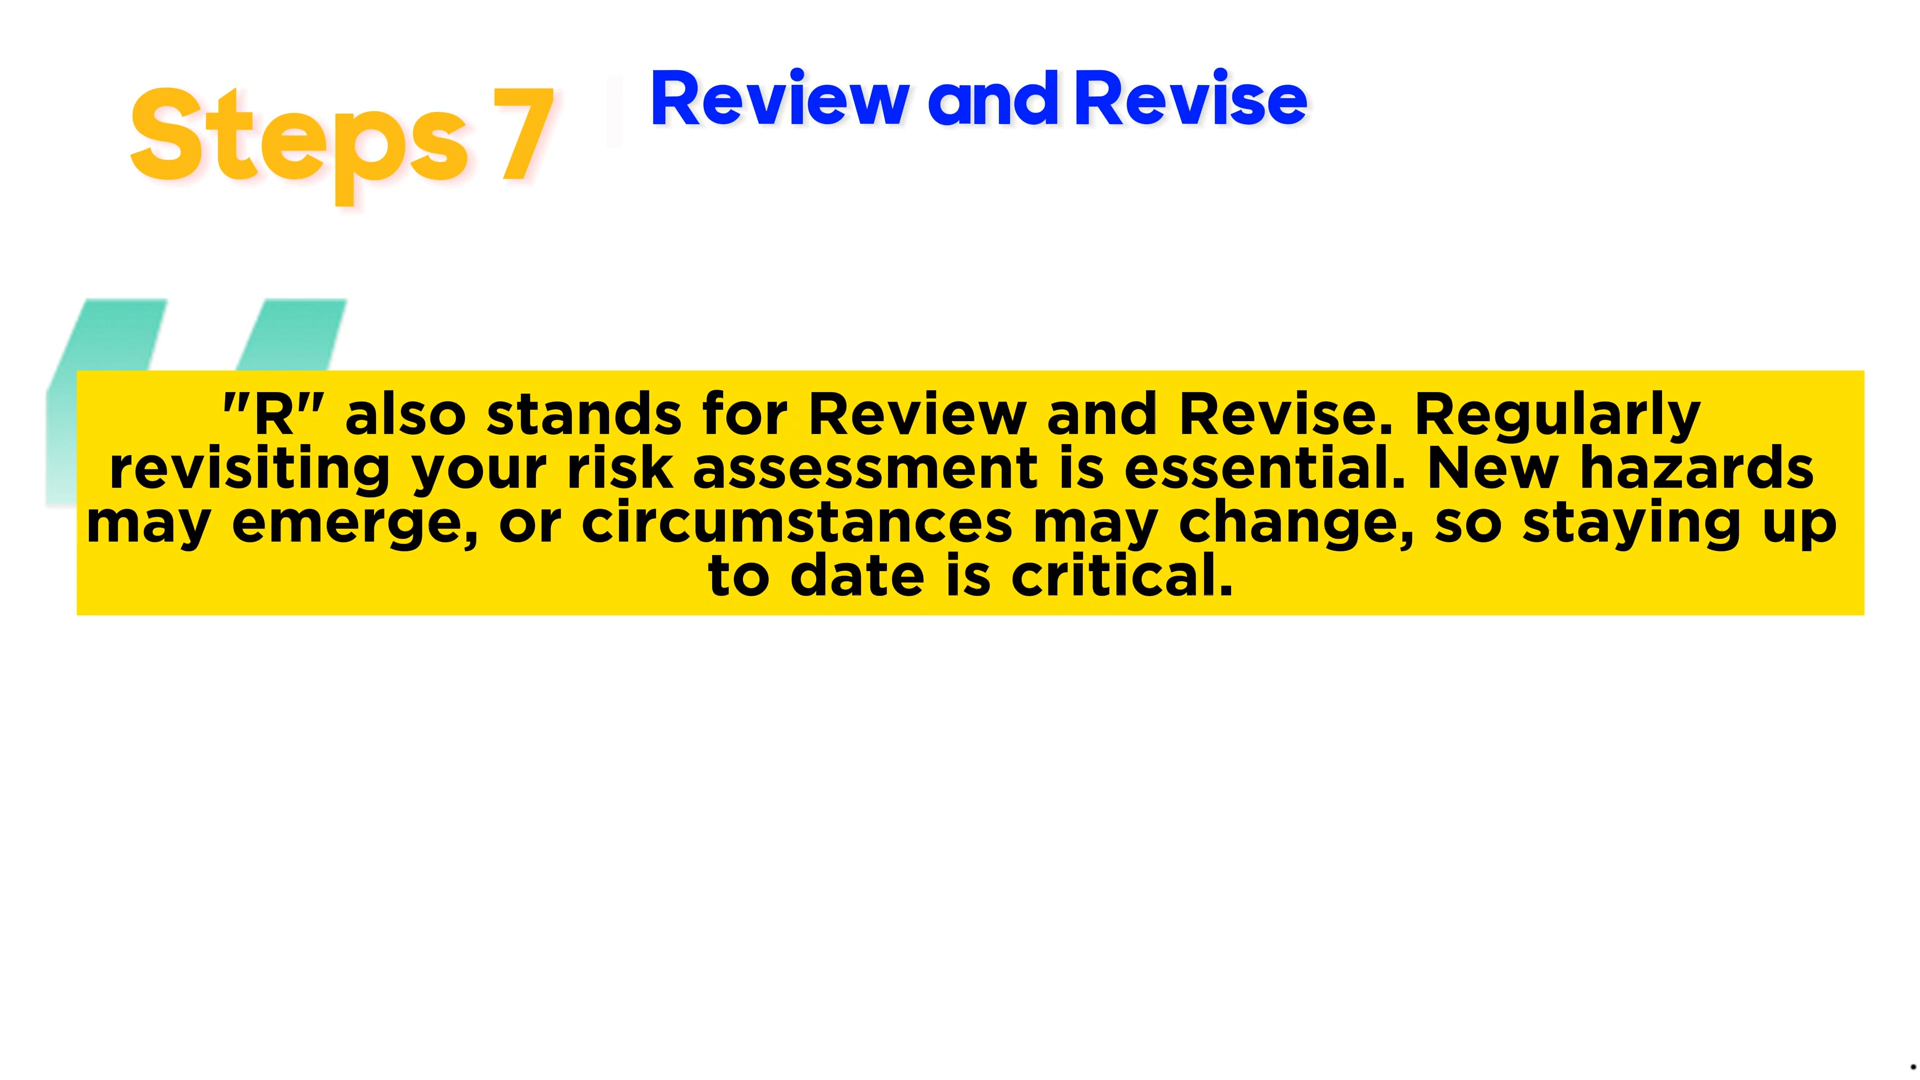 Steps 7
Review and Revise
"R" also stands for Review and Revise. Regularly
revisiting your risk assessment is essential. New hazards
may emerge, or circumstances may change, so staying up
to date is critical.